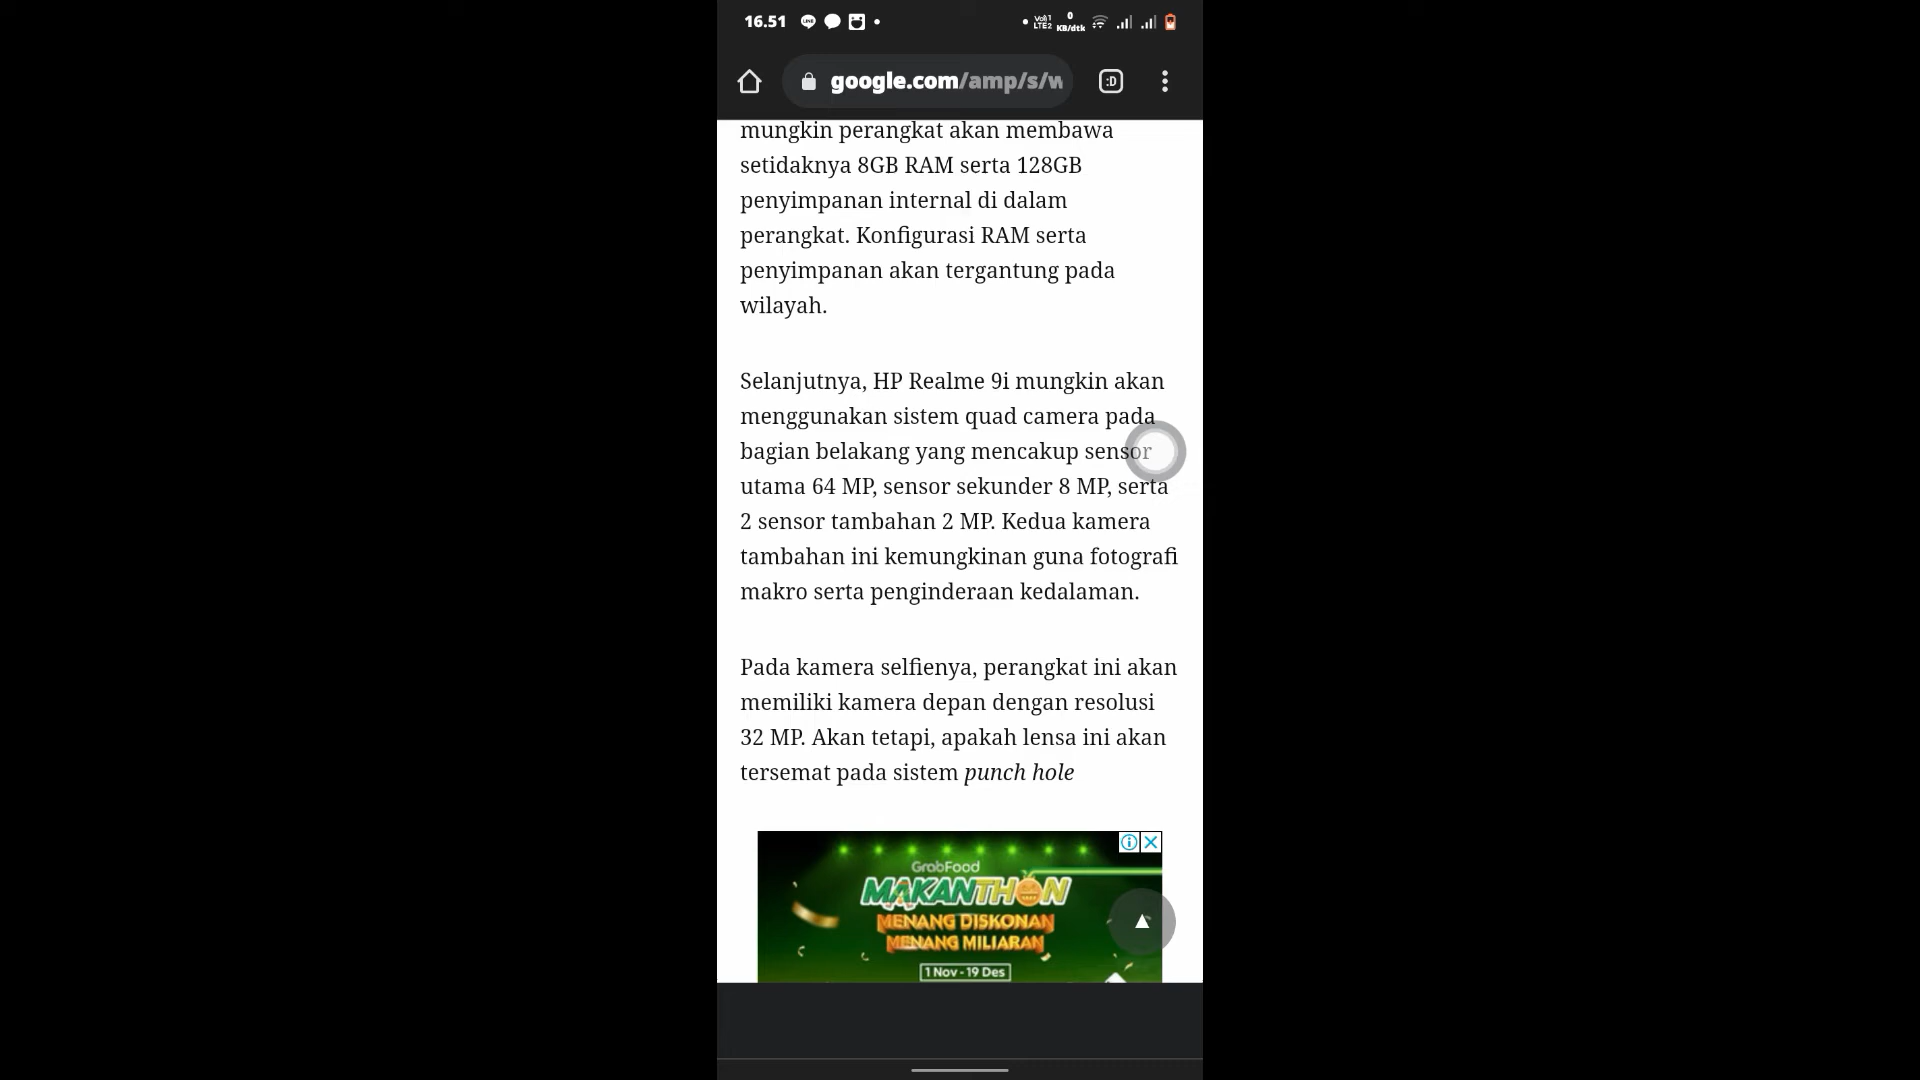 16.51
VoI1 LTE2 0 KB/dtk
google.com/amp/s/w
:D
mungkin perangkat akan membawa
setidaknya 8GB RAM serta 128GB
penyimpanan internal di dalam
perangkat. Konfigurasi RAM serta
penyimpanan akan tergantung pada
wilayah.
Selanjutnya, HP Realme 9i mungkin akan
menggunakan sistem quad camera pada
bagian belakang yang mencakup sensor
utama 64 MP, sensor sekunder 8 MP, serta
2 sensor tambahan 2 MP. Kedua kamera
tambahan ini kemungkinan guna fotografi
makro serta penginderaan kedalaman.
Pada kamera selfienya, perangkat ini akan
memiliki kamera depan dengan resolusi
32 MP. Akan tetapi, apakah lensa ini akan
tersemat pada sistem punch hole
GrabFood
MAKANTHON
MENANG DISKONAN
MENANG MILIARAN
1 Nov - 19 Des